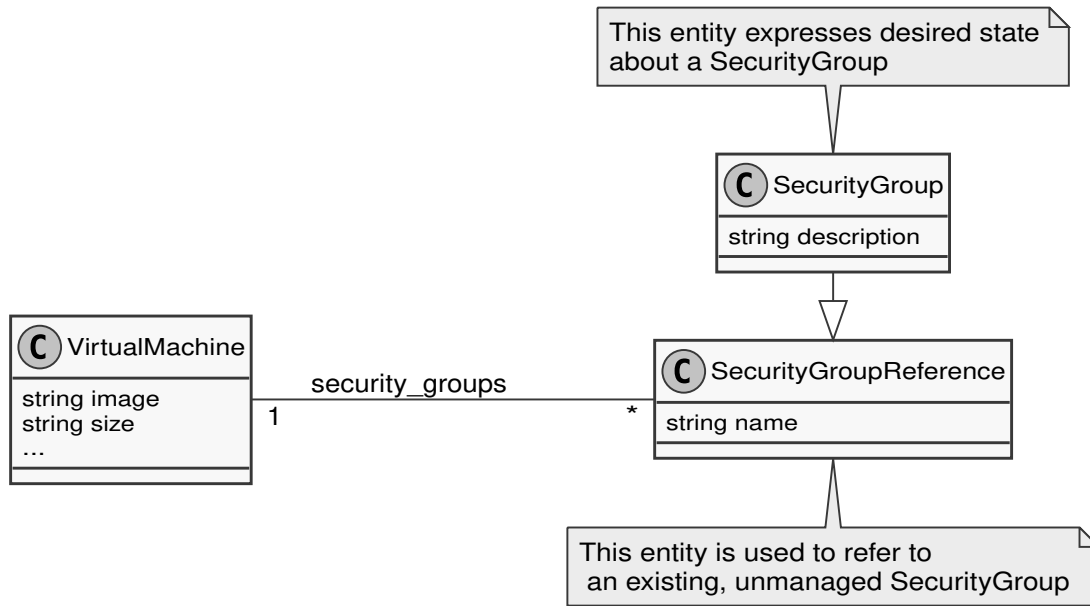 This entity expresses desired state
about a SecurityGroup
C SecurityGroup
string description
C VirtualMachine
string image
string size
...
security_groups
1
*
C SecurityGroupReference
string name
This entity is used to refer to
an existing, unmanaged SecurityGroup